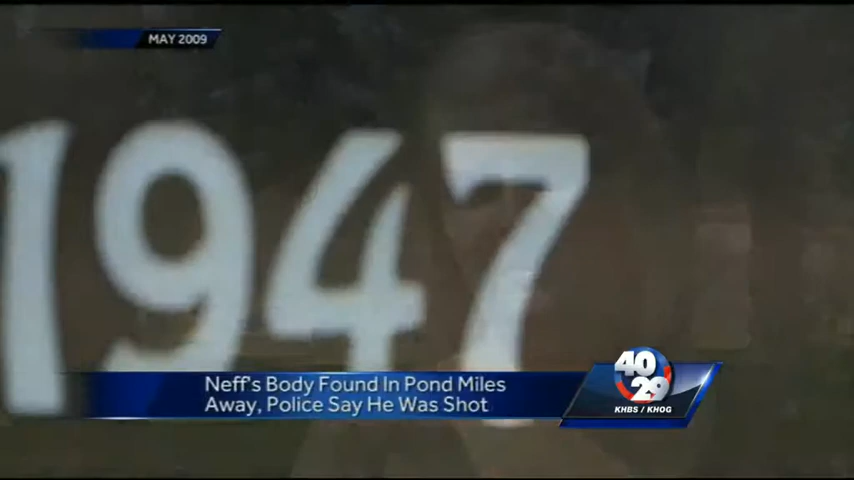 MAY 2009
1947
Neff's Body Found In Pond Miles
Away, Police Say He Was Shot
40
29
KHBS / KHOG